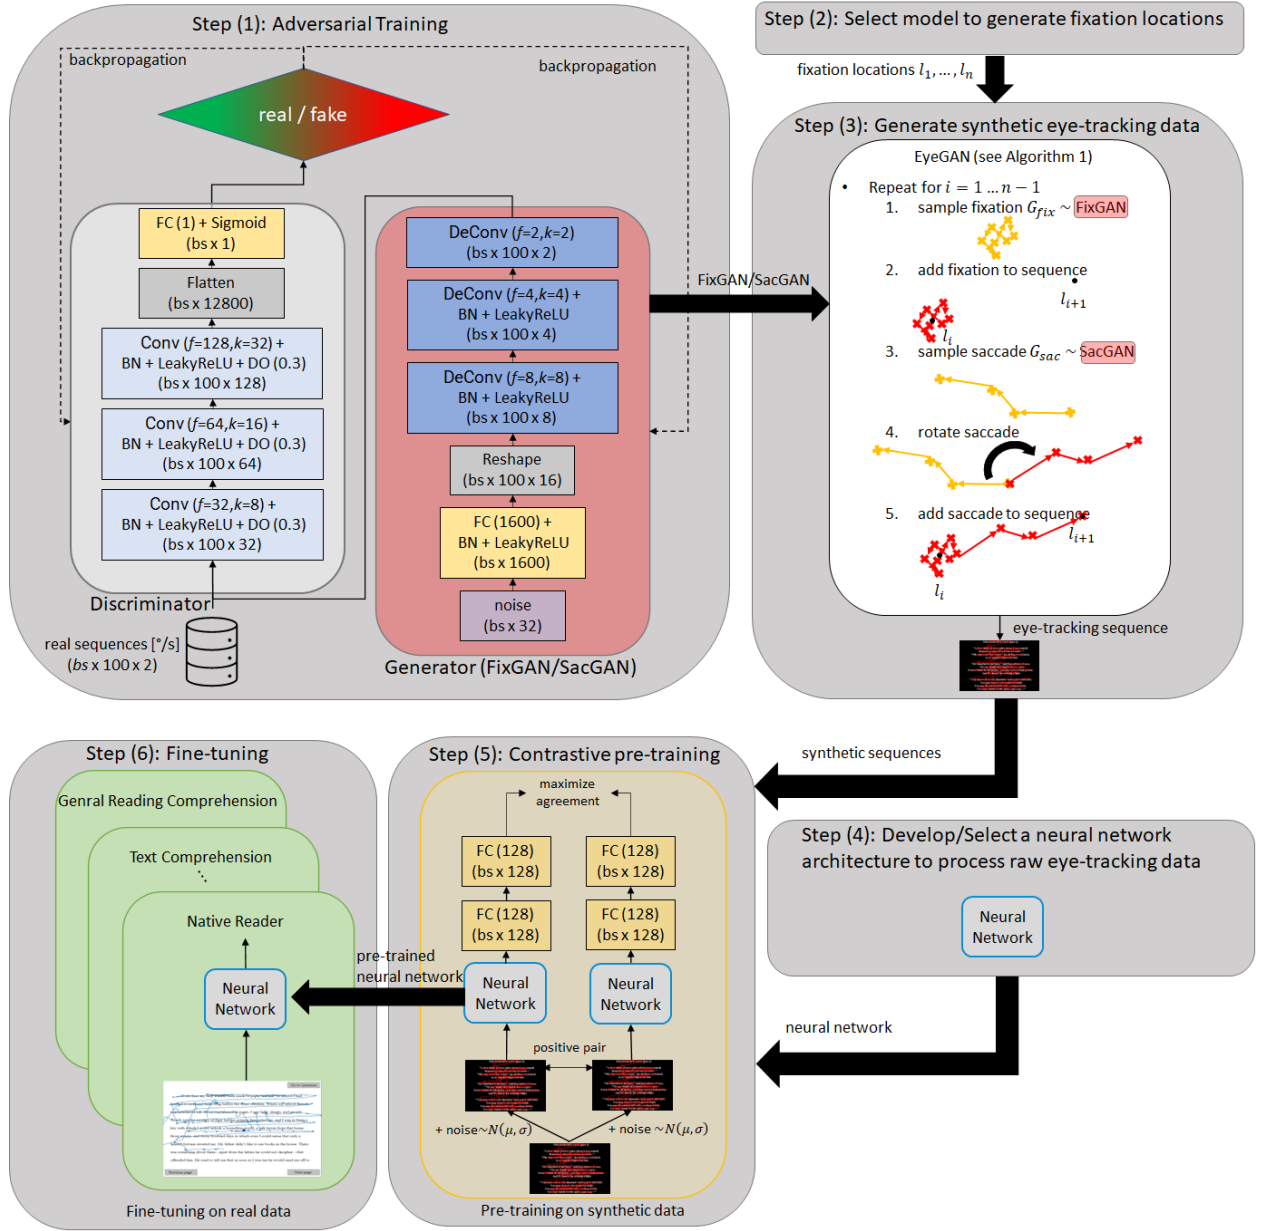 Step (1): Adversarial Training
backpropagation
backpropagation
real / fake
FC (1) + Sigmoid
(bs x 1)
Flatten
(bs x 12800)
Conv (f=128,k=32) +
BN + LeakyReLU + DO (0.3)
(bs x 100 x 128)
Conv (f=64,k=16) +
BN + LeakyReLU + DO (0.3)
(bs x 100 x 64)
Conv (f=32,k=8) +
BN + LeakyReLU + DO (0.3)
(bs x 100 x 32)
Discriminator
real sequences [°/s]
(bs x 100 x 2)
DeConv (f=2,k=2)
(bs x 100 x 2)
DeConv (f=4,k=4) +
BN + LeakyReLU
(bs x 100 x 4)
DeConv (f=8,k=8) +
BN + LeakyReLU
(bs x 100 x 8)
Reshape
(bs x 100 x 16)
FC (1600) +
BN + LeakyReLU
(bs x 1600)
noise
(bs x 32)
Generator (FixGAN/SacGAN)
FixGAN/SacGAN
Step (2): Select model to generate fixation locations
fixation locations l₁, ..., lₙ
Step (3): Generate synthetic eye-tracking data
EyeGAN (see Algorithm 1)
• Repeat for i = 1 ... n − 1
1. sample fixation G_fix ~ FixGAN
2. add fixation to sequence
l_{i+1}
l_i
3. sample saccade G_sac ~ SacGAN
4. rotate saccade
5. add saccade to sequence
l_{i+1}
l_i
eye-tracking sequence
synthetic sequences
Step (4): Develop/Select a neural network
architecture to process raw eye-tracking data
Neural
Network
neural network
Step (5): Contrastive pre-training
maximize
agreement
FC (128)
(bs x 128)
FC (128)
(bs x 128)
FC (128)
(bs x 128)
FC (128)
(bs x 128)
Neural
Network
Neural
Network
positive pair
+ noise~N(μ, σ)
+ noise ~N(μ, σ)
Pre-training on synthetic data
pre-trained
neural network
Step (6): Fine-tuning
Genral Reading Comprehension
Text Comprehension
Native Reader
Neural
Network
Fine-tuning on real data